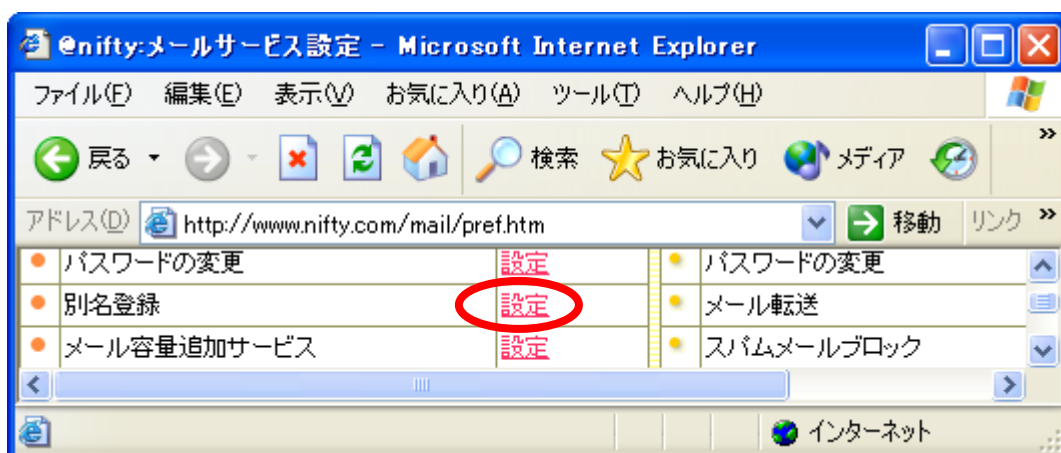 @nifty:メールサービス設定 - Microsoft Internet Explorer
ファイル(F) 編集(E) 表示(V) お気に入り(A) ツール(T) ヘルプ(H)
戻る 検索 お気に入り メディア »
アドレス(D) http://www.nifty.com/mail/pref.htm 移動 リンク »
パスワードの変更 設定 パスワードの変更
別名登録 設定 メール転送
メール容量追加サービス 設定 スパムメールブロック
インターネット